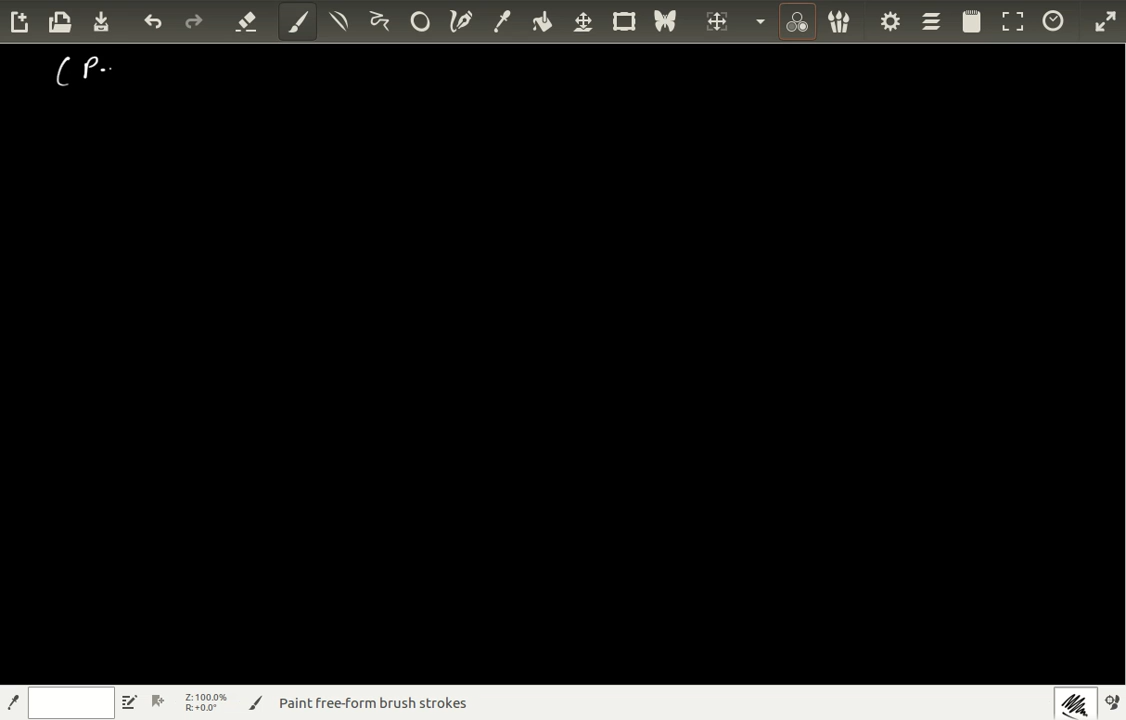 ( P-
Z: 100.0%
R: +0.0°
Paint free-form brush strokes